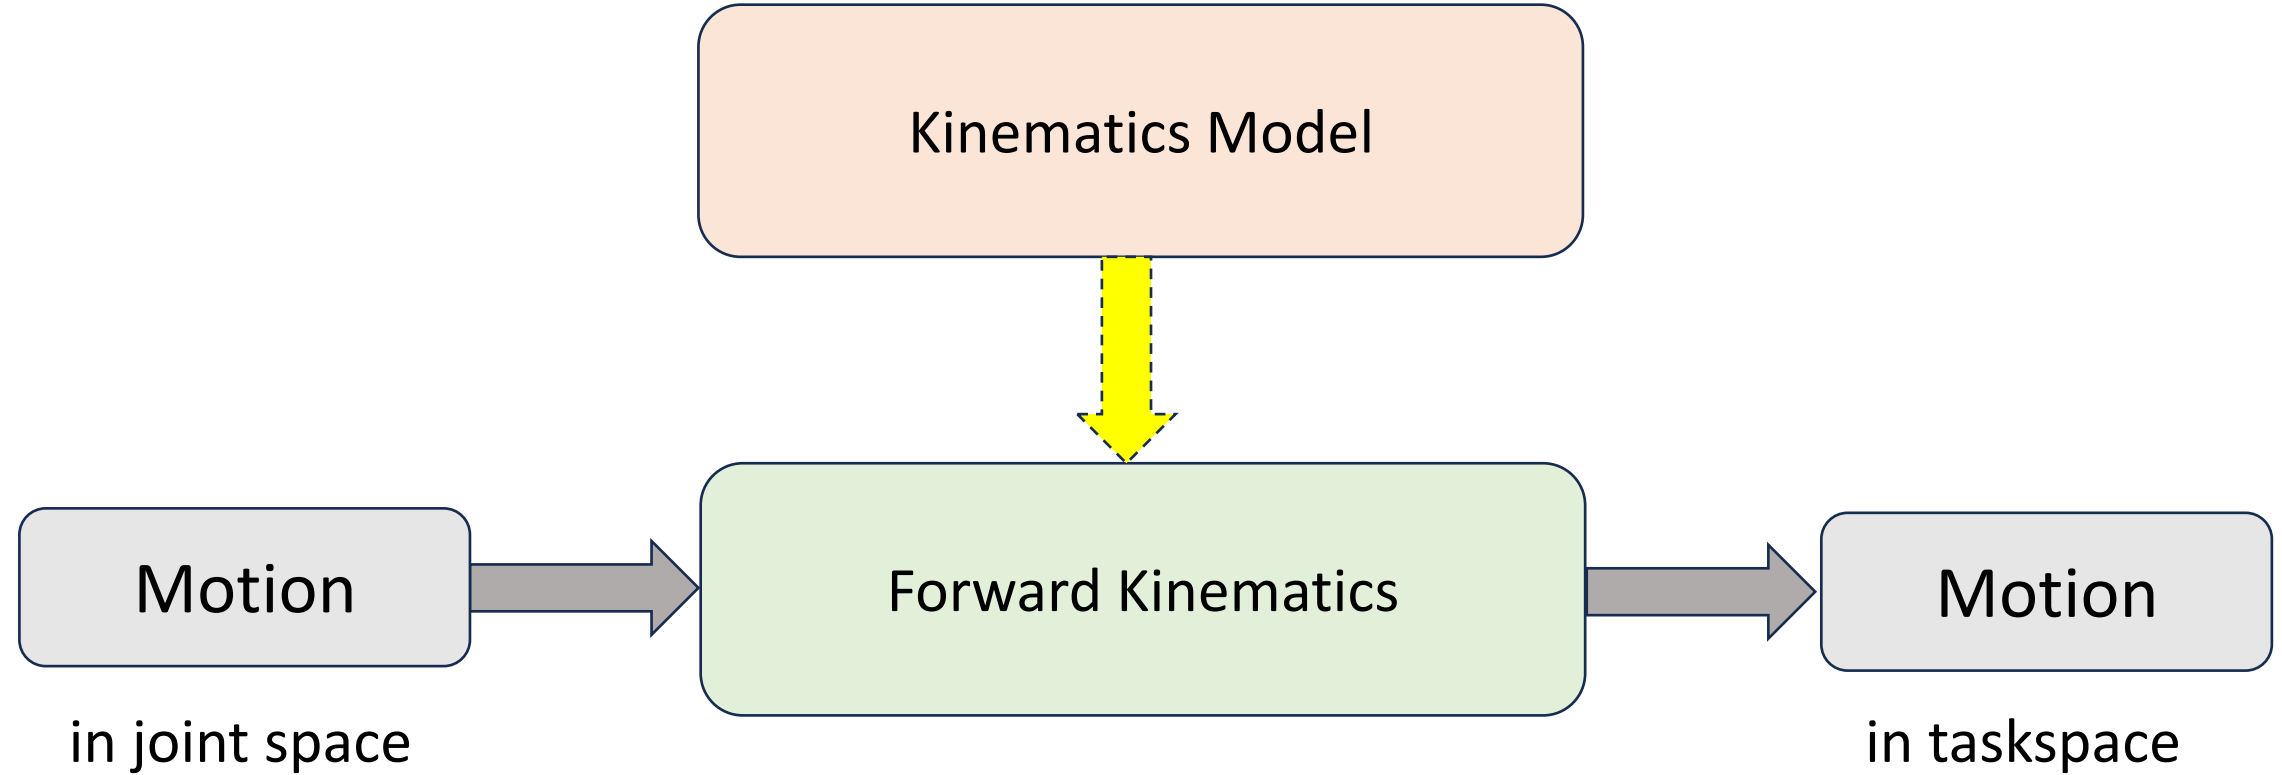 Kinematics Model
Motion
Forward Kinematics
Motion
in joint space
in taskspace